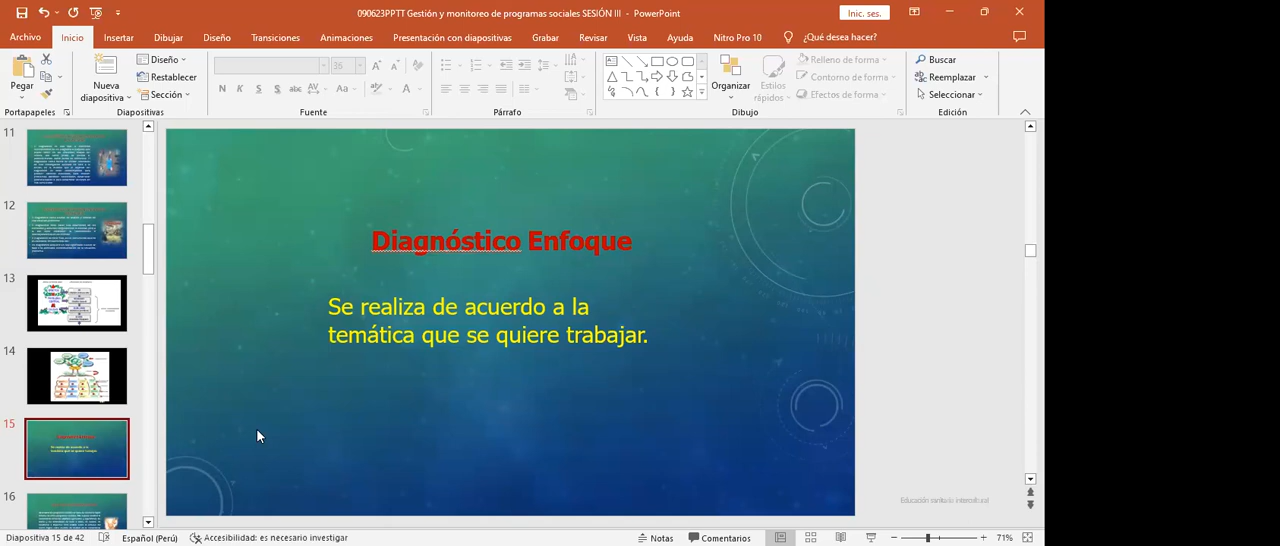 090623PPTT Gestión y monitoreo de programas sociales SESIÓN III - PowerPoint
Inic. ses.
Archivo Inicio Insertar Dibujar Diseño Transiciones Animaciones Presentación con diapositivas Grabar Revisar Vista Ayuda Nitro Pro 10 ¿Qué desea hacer?
Pegar
Nueva diapositiva
Diseño
Restablecer
Sección
36
N K S S abc AV Aa A
Organizar
Estilos rápidos
Relleno de forma
Contorno de forma
Efectos de forma
Buscar
Reemplazar
Seleccionar
Portapapeles Diapositivas Fuente Párrafo Dibujo Edición
11
12
13
14
15
16
Diagnóstico Enfoque
Se realiza de acuerdo a la
temática que se quiere trabajar.
Educación sanitaria intercultural
Diapositiva 15 de 42 Español (Perú) Accesibilidad: es necesario investigar Notas Comentarios 71%